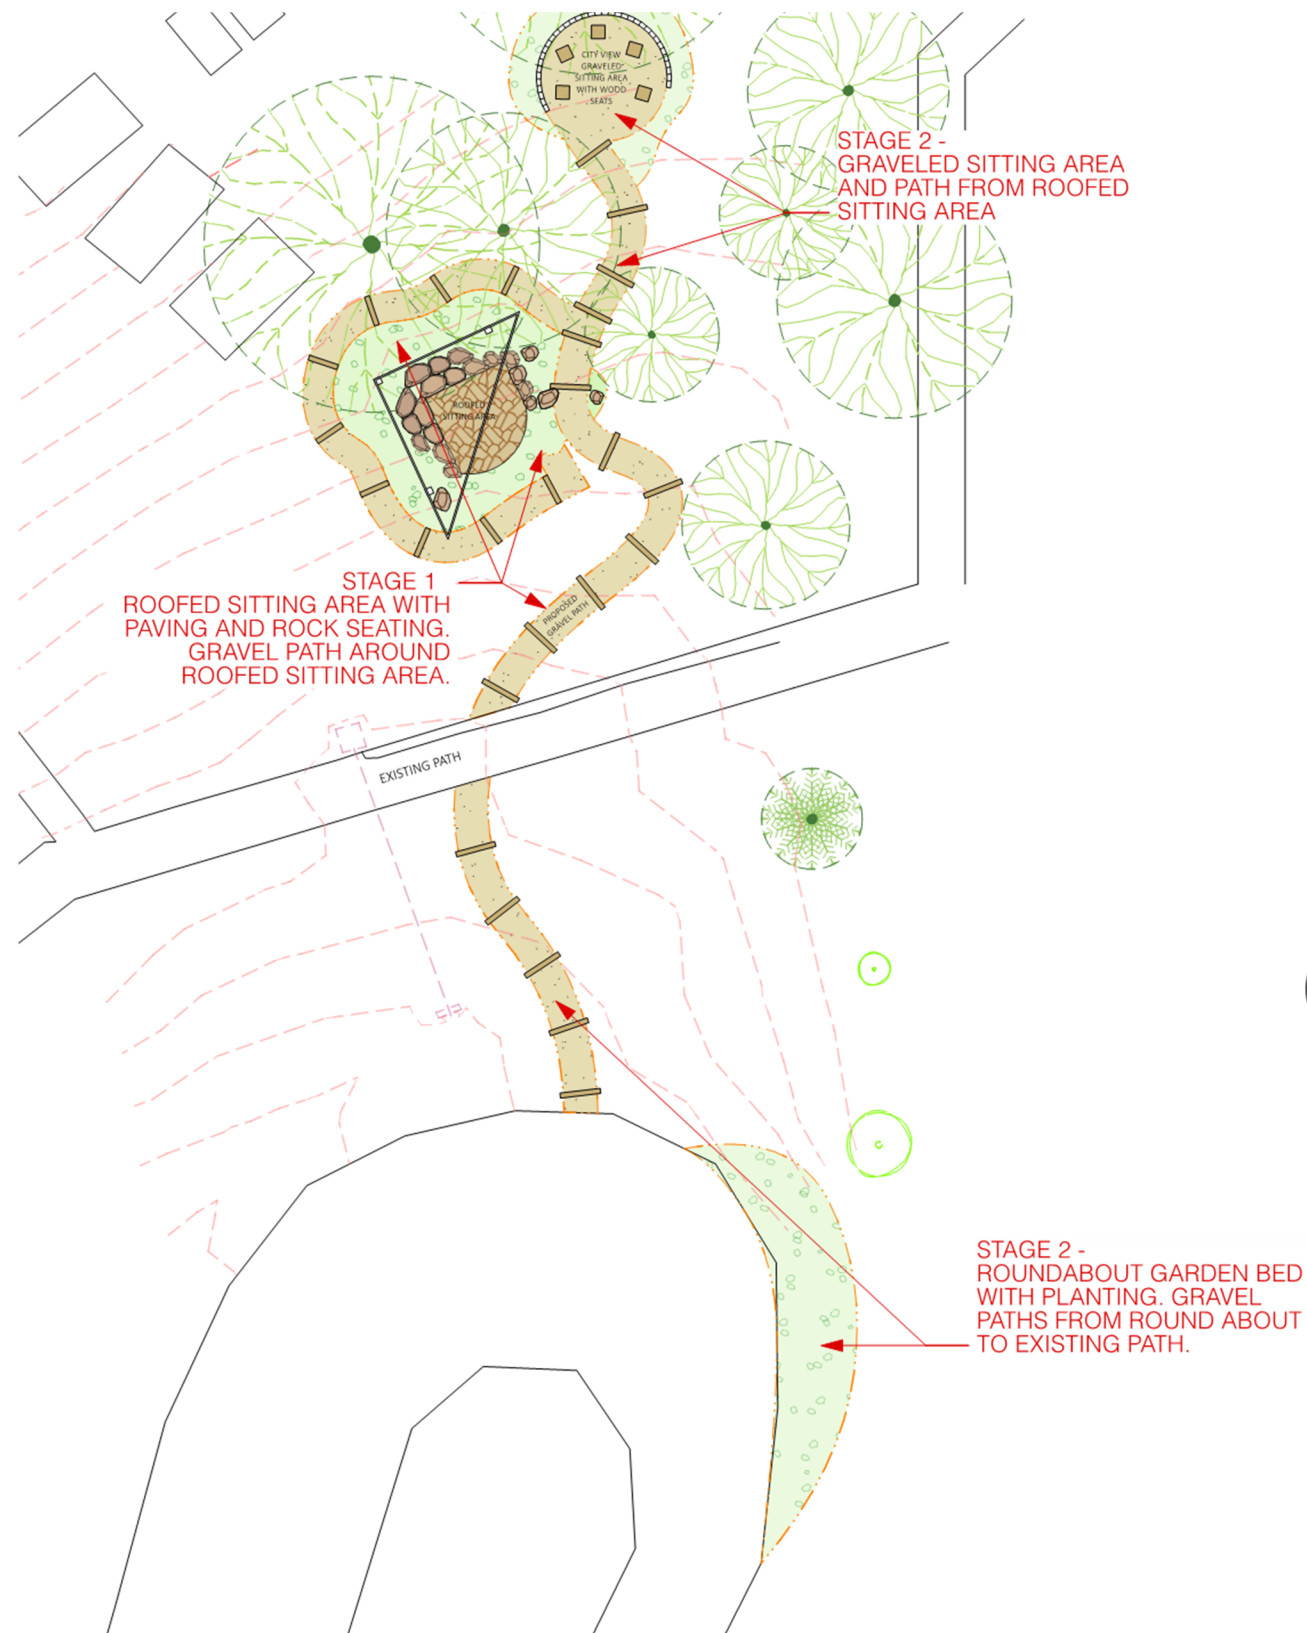 CITY VIEW
GRAVELED
SITTING AREA
WITH WOOD
SEATS
STAGE 2 -
GRAVELED SITTING AREA
AND PATH FROM ROOFED
SITTING AREA
ROOFED
SITTING AREA
STAGE 1
ROOFED SITTING AREA WITH
PAVING AND ROCK SEATING.
GRAVEL PATH AROUND
ROOFED SITTING AREA.
PROPOSED
GRAVEL PATH
EXISTING PATH
STAGE 2 -
ROUNDABOUT GARDEN BED
WITH PLANTING. GRAVEL
PATHS FROM ROUND ABOUT
TO EXISTING PATH.